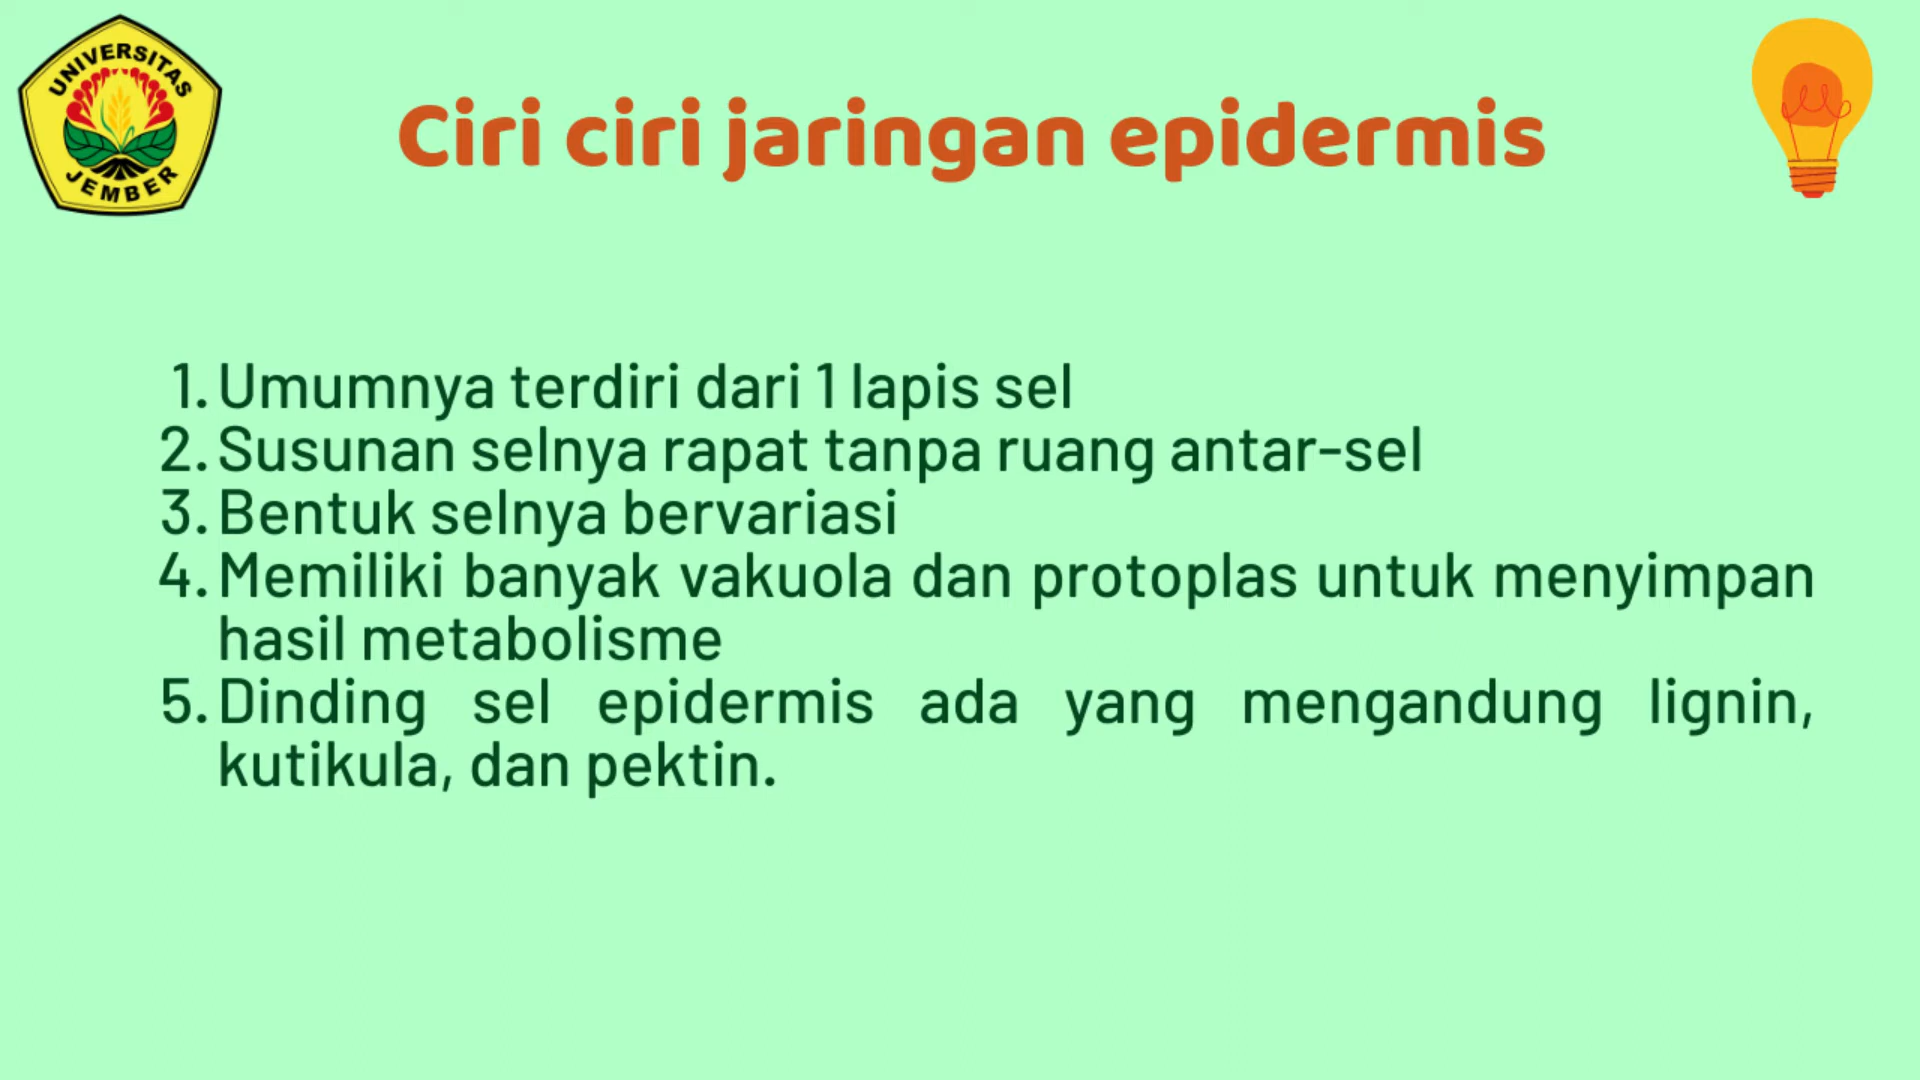 UNIVERSITAS
JEMBER
Ciri ciri jaringan epidermis
1. Umumnya terdiri dari 1 lapis sel
2. Susunan selnya rapat tanpa ruang antar-sel
3. Bentuk selnya bervariasi
4. Memiliki banyak vakuola dan protoplas untuk menyimpan
hasil metabolisme
5. Dinding sel epidermis ada yang mengandung lignin,
kutikula, dan pektin.